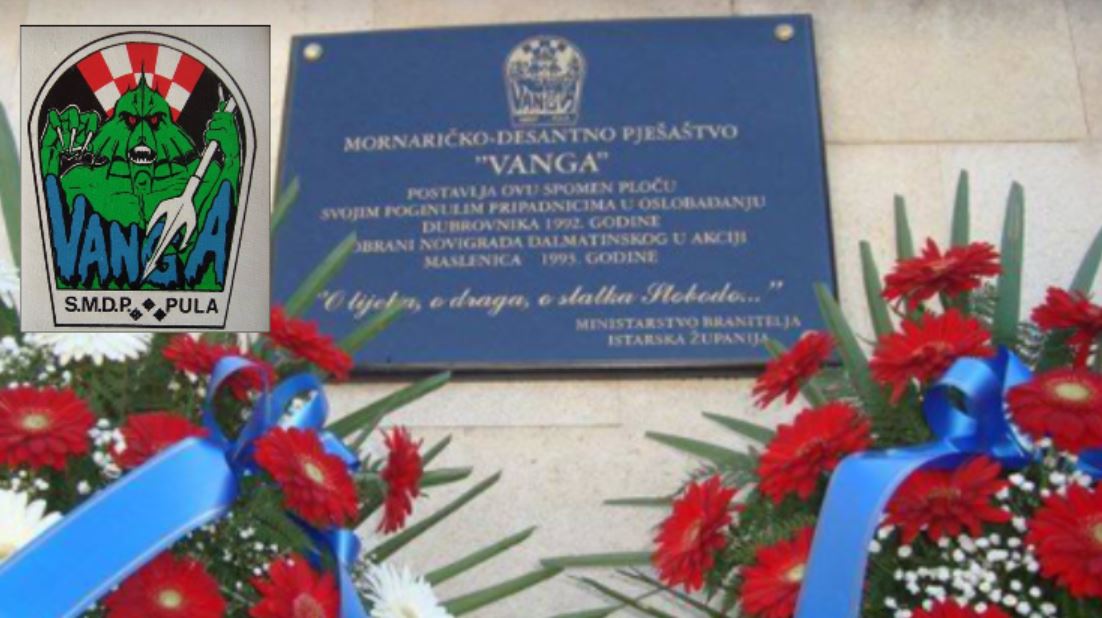 VANGA
S.M.D.P. PULA
VANGA
MORNARIČKO-DESANTNO PJEŠAŠTVO
"VANGA"
POSTAVLJA OVU SPOMEN PLOČU
SVOJIM POGINULIM PRIPADNICIMA U OSLOBAĐANJU
DUBROVNIKA 1992. GODINE
OBRANI NOVIGRADA DALMATINSKOG U AKCIJI
MASLENICA 1993. GODINE
"O lijepa, o draga, o slatka Slobodo..."
MINISTARSTVO BRANITELJA
ISTARSKA ŽUPANIJA